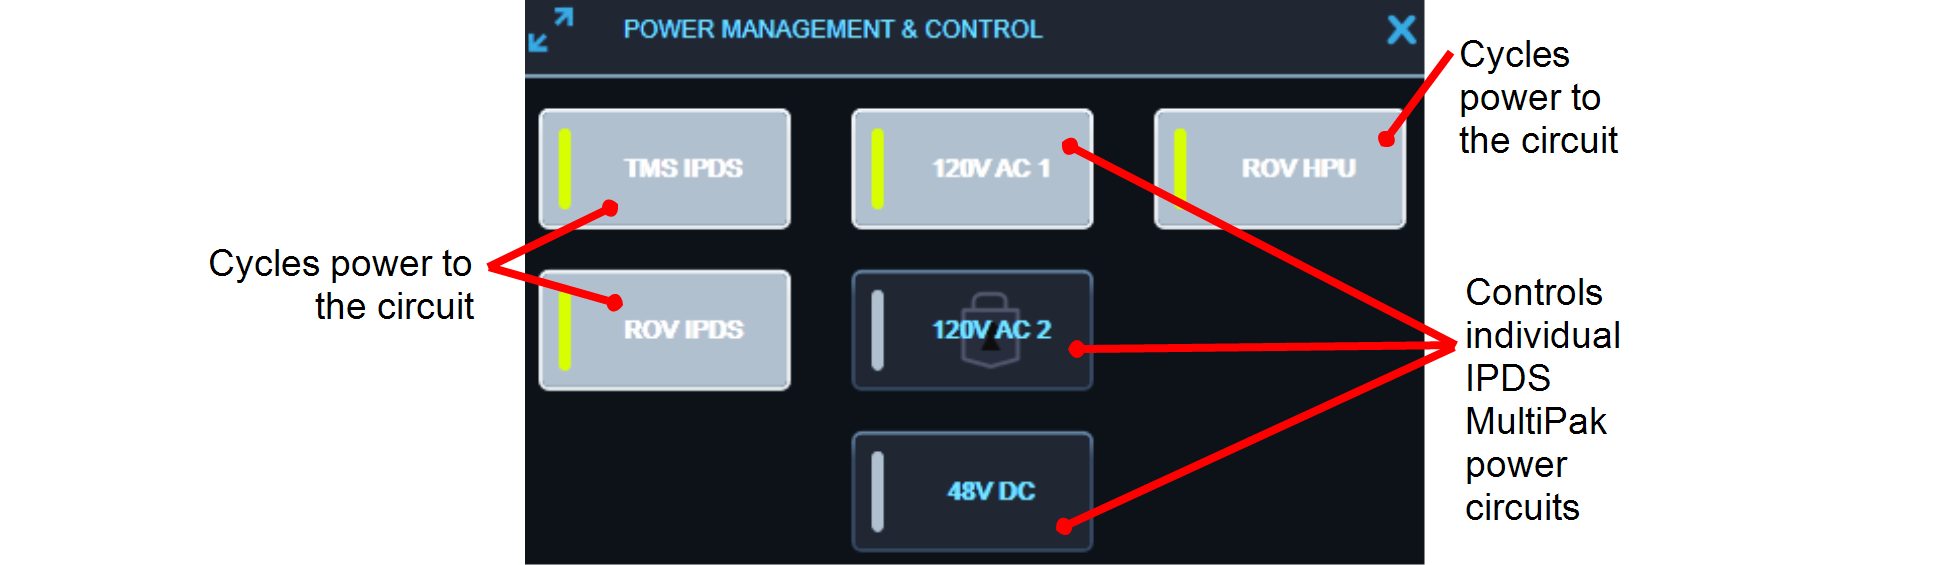 POWER MANAGEMENT & CONTROL
TMS IPDS
120V AC 1
ROV HPU
ROV IPDS
120V AC 2
48V DC
Cycles power to
the circuit
Cycles
power to
the circuit
Controls
individual
IPDS
MultiPak
power
circuits